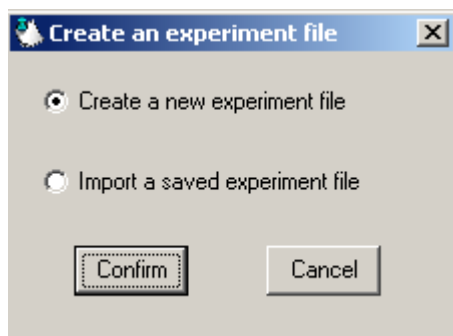 Create an experiment file
Create a new experiment file
Import a saved experiment file
Confirm Cancel